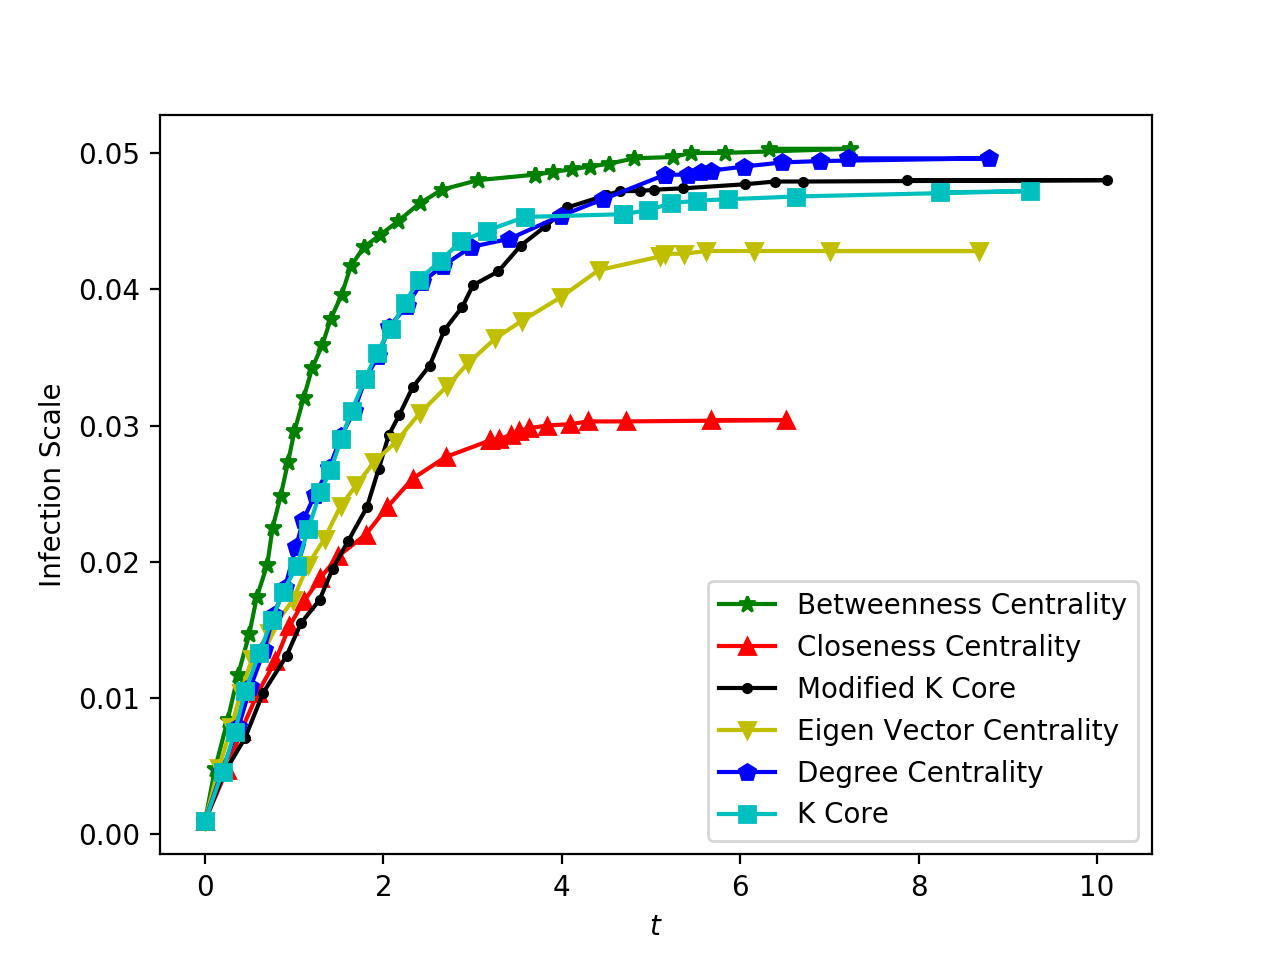 0.05
0.04
0.03
0.02
0.01
0.00
Infection Scale
Betweenness Centrality
Closeness Centrality
Modified K Core
Eigen Vector Centrality
Degree Centrality
K Core
0 2 4 6 8 10
t